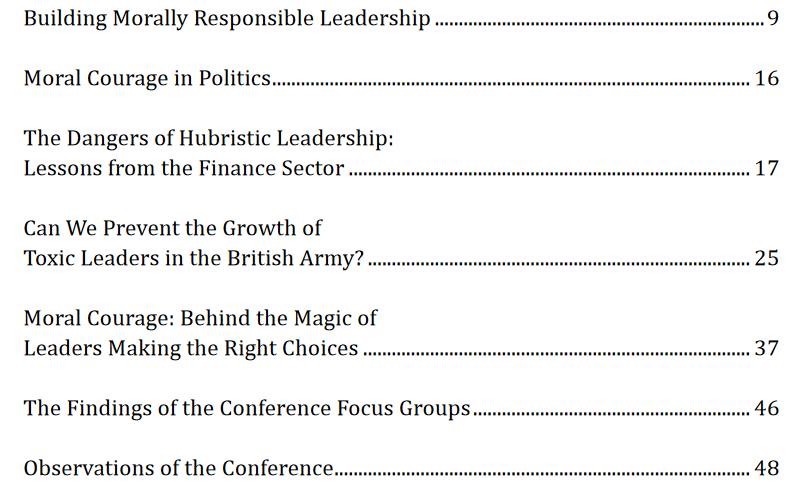 Building Morally Responsible Leadership ........................................................................ 9
Moral Courage in Politics......................................................................................................... 16
The Dangers of Hubristic Leadership:
Lessons from the Finance Sector ........................................................................................ 17
Can We Prevent the Growth of
Toxic Leaders in the British Army? ................................................................................... 25
Moral Courage: Behind the Magic of
Leaders Making the Right Choices ..................................................................................... 37
The Findings of the Conference Focus Groups............................................................. 46
Observations of the Conference........................................................................................... 48